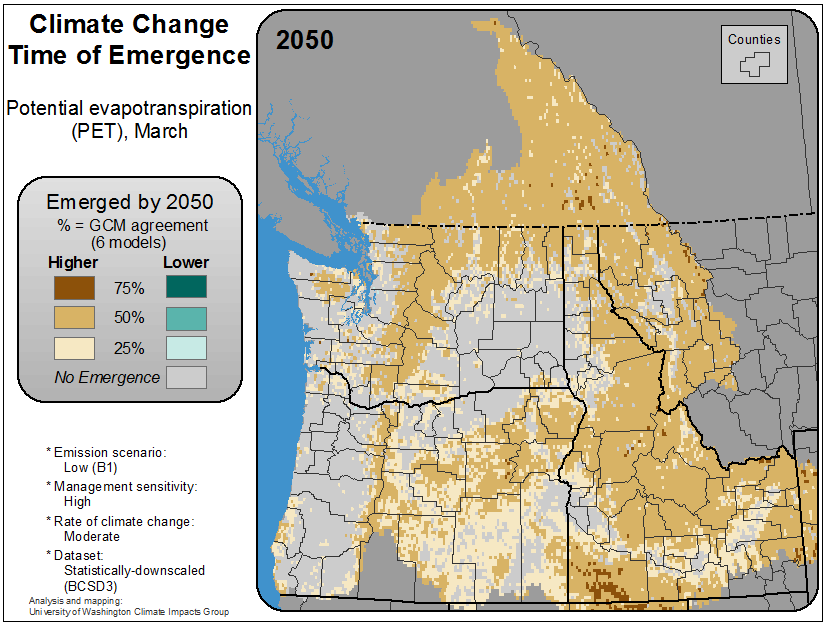 Climate Change
Time of Emergence
Potential evapotranspiration
(PET), March
Emerged by 2050
% = GCM agreement
(6 models)
Higher Lower
75%
50%
25%
No Emergence
* Emission scenario:
Low (B1)
* Management sensitivity:
High
* Rate of climate change:
Moderate
* Dataset:
Statistically-downscaled
(BCSD3)
Analysis and mapping:
University of Washington Climate Impacts Group
2050
Counties